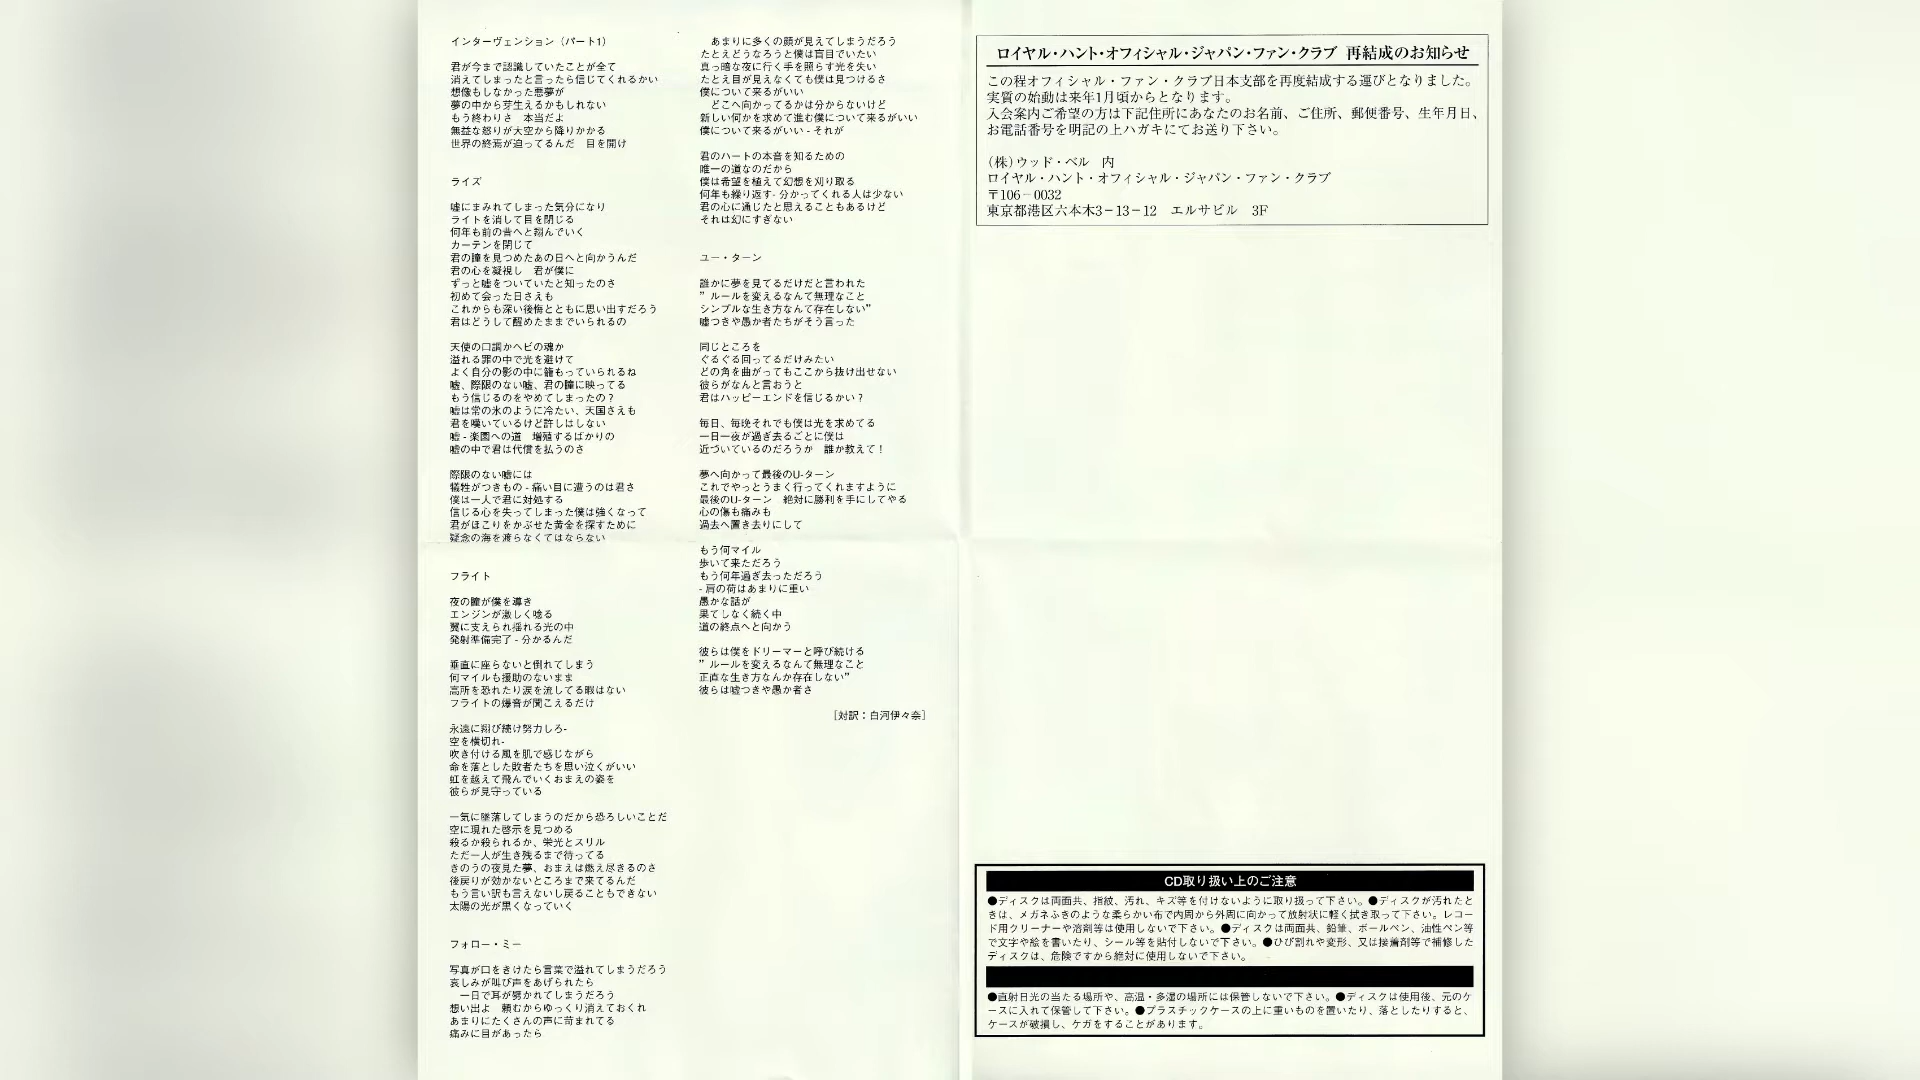 インターヴェンション（パート1）
君が今まで認識していたことが全て
消えてしまったと言ったら信じてくれるかい
想像もしなかった悪夢が
夢の中から芽生えるかもしれない
もう終わりさ　本当だよ
無益な怒りが大空から降りかかる
世界の終焉が迫ってるんだ　目を開け
ライズ
嘘にまみれてしまった気分になり
ライトを消して目を閉じる
何年も前の昔へと翔んでいく
カーテンを閉じて
君の瞳を見つめたあの日へと向かうんだ
君の心を凝視し　君が僕に
ずっと嘘をついていたと知ったのさ
初めて会った日さえも
これからも深い後悔とともに思い出すだろう
君はどうして醒めたままでいられるの
天使の口調かヘビの魂か
溢れる罪の中で光を避けて
よく自分の影の中に籠もっていられるね
嘘、際限のない嘘、君の瞳に映ってる
もう信じるのをやめてしまったの？
嘘は常の氷のように冷たい、天国さえも
君を嘆いているけど許しはしない
嘘 - 楽園への道　増殖するばかりの
嘘の中で君は代償を払うのさ
際限のない嘘には
犠牲がつきもの - 痛い目に遭うのは君さ
僕は一人で君に対処する
信じる心を失ってしまった僕は強くなって
君がほこりをかぶせた黄金を探すために
疑念の海を渡らなくてはならない
フライト
夜の瞳が僕を導き
エンジンが激しく唸る
翼に支えられ揺れる光の中
発射準備完了 - 分かるんだ
垂直に座らないと倒れてしまう
何マイルも援助のないまま
高所を恐れたり涙を流してる暇はない
フライトの爆音が聞こえるだけ
永遠に翔び続け努力しろ-
空を横切れ-
吹き付ける風を肌で感じながら
命を落とした敗者たちを思い泣くがいい
虹を越えて飛んでいくおまえの姿を
彼らが見守っている
一気に墜落してしまうのだから恐ろしいことだ
空に現れた啓示を見つめる
殺るか殺られるか、栄光とスリル
ただ一人が生き残るまで待ってる
きのうの夜見た夢、おまえは燃え尽きるのさ
後戻りが効かないところまで来てるんだ
もう言い訳も言えないし戻ることもできない
太陽の光が黒くなっていく
フォロー・ミー
写真が口をきけたら言葉で溢れてしまうだろう
哀しみが叫び声をあげられたら
一日で耳が劈かれてしまうだろう
想い出よ　頼むからゆっくり消えておくれ
あまりにたくさんの声に苛まれてる
痛みに目があったら
あまりに多くの顔が見えてしまうだろう
たとえどうなろうと僕は盲目でいたい
真っ暗な夜に行く手を照らす光を失い
たとえ目が見えなくても僕は見つけるさ
僕について来るがいい
どこへ向かってるかは分からないけど
新しい何かを求めて進む僕について来るがいい
僕について来るがいい - それが
君のハートの本音を知るための
唯一の道なのだから
僕は希望を植えて幻想を刈り取る
何年も繰り返す- 分かってくれる人は少ない
君の心に通じたと思えることもあるけど
それは幻にすぎない
ユー・ターン
誰かに夢を見てるだけだと言われた
” ルールを変えるなんて無理なこと
シンプルな生き方なんて存在しない”
嘘つきや愚か者たちがそう言った
同じところを
ぐるぐる回ってるだけみたい
どの角を曲がってもここから抜け出せない
彼らがなんと言おうと
君はハッピーエンドを信じるかい？
毎日、毎晩それでも僕は光を求めてる
一日一夜が過ぎ去るごとに僕は
近づいているのだろうか　誰か教えて！
夢へ向かって最後のU-ターン
これでやっとうまく行ってくれますように
最後のU-ターン　絶対に勝利を手にしてやる
心の傷も痛みも
過去へ置き去りにして
もう何マイル
歩いて来ただろう
もう何年過ぎ去っただろう
- 肩の荷はあまりに重い
愚かな話が
果てしなく続く中
道の終点へと向かう
彼らは僕をドリーマーと呼び続ける
” ルールを変えるなんて無理なこと
正直な生き方なんか存在しない”
彼らは嘘つきや愚か者さ
［対訳：白河伊々奈］
ロイヤル・ハント・オフィシャル・ジャパン・ファン・クラブ 再結成のお知らせ
この程オフィシャル・ファン・クラブ日本支部を再度結成する運びとなりました。
実質の始動は来年1月頃からとなります。
入会案内ご希望の方は下記住所にあなたのお名前、ご住所、郵便番号、生年月日、
お電話番号を明記の上ハガキにてお送り下さい。
（株）ウッド・ベル　内
ロイヤル・ハント・オフィシャル・ジャパン・ファン・クラブ
〒106-0032
東京都港区六本木3-13-12　エルサビル　3F
CD取り扱い上のご注意
●ディスクは両面共、指紋、汚れ、キズ等を付けないように取り扱って下さい。●ディスクが汚れたと
きは、メガネふきのような柔らかい布で内周から外周に向かって放射状に軽く拭き取って下さい。レコー
ド用クリーナーや溶剤等は使用しないで下さい。●ディスクは両面共、鉛筆、ボールペン、油性ペン等
で文字や絵を書いたり、シール等を貼付しないで下さい。●ひび割れや変形、又は接着剤等で補修した
ディスクは、危険ですから絶対に使用しないで下さい。
●直射日光の当たる場所や、高温・多湿の場所には保管しないで下さい。●ディスクは使用後、元のケ
ースに入れて保管して下さい。●プラスチックケースの上に重いものを置いたり、落としたりすると、
ケースが破損し、ケガをすることがあります。